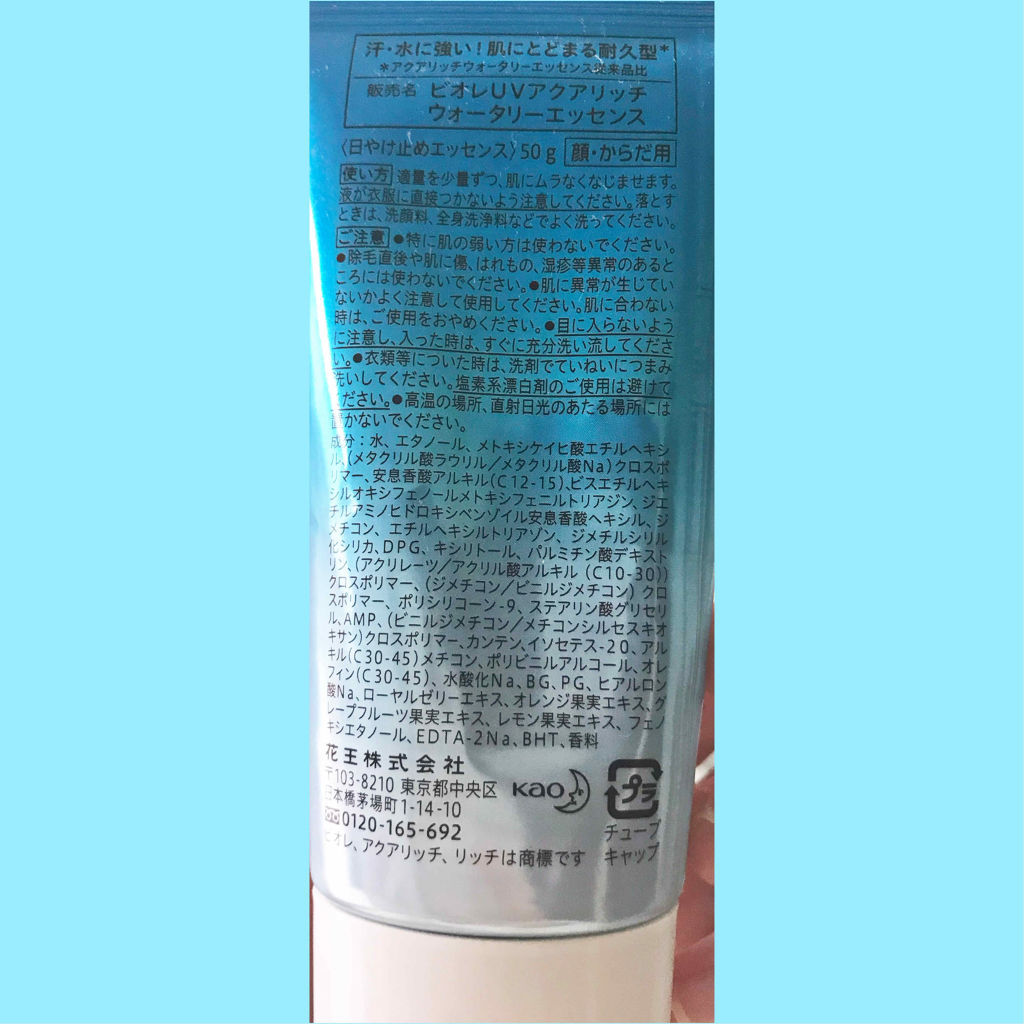 汗・水に強い!肌にとどまる耐久型*
*アクアリッチウォータリーエッセンス従来品比
販売名 ビオレUVアクアリッチ
ウォータリーエッセンス
〈日やけ止めエッセンス〉50g 顔・からだ用
使い方 適量を少量ずつ、肌にムラなくなじませます。
液が衣服に直接つかないよう注意してください。落とす
ときは、洗顔料、全身洗浄料などでよく洗ってください。
ご注意 ●特に肌の弱い方は使わないでください。
●除毛直後や肌に傷、はれもの、湿疹等異常のあると
ころには使わないでください。●肌に異常が生じてい
ないかよく注意して使用してください。肌に合わない
時は、ご使用をおやめください。●目に入らないよう
に注意し、入った時は、すぐに充分洗い流してくださ
い。●衣類等についた時は、洗剤でていねいにつまみ
洗いしてください。塩素系漂白剤のご使用は避けて
ください。●高温の場所、直射日光のあたる場所には
置かないでください。
成分:水、エタノール、メトキシケイヒ酸エチルヘキシ
ル、(メタクリル酸ラウリル/メタクリル酸Na)クロスポ
リマー、安息香酸アルキル(C12-15)、ビスエチルヘキ
シルオキシフェノールメトキシフェニルトリアジン、ジエ
チルアミノヒドロキシベンゾイル安息香酸ヘキシル、ジ
メチコン、エチルヘキシルトリアゾン、ジメチルシリル
化シリカ、DPG、キシリトール、パルミチン酸デキスト
リン、(アクリレーツ/アクリル酸アルキル(C10-30))
クロスポリマー、(ジメチコン/ビニルジメチコン)クロ
スポリマー、ポリシリコーン-9、ステアリン酸グリセリ
ル、AMP、(ビニルジメチコン/メチコンシルセスキオ
キサン)クロスポリマー、カンテン、イソセテス-20、アル
キル(C30-45)メチコン、ポリビニルアルコール、オレ
フィン(C30-45)、水酸化Na、BG、PG、ヒアルロン
酸Na、ローヤルゼリーエキス、オレンジ果実エキス、グ
レープフルーツ果実エキス、レモン果実エキス、フェノ
キシエタノール、EDTA-2Na、BHT、香料
花王株式会社
〒103-8210 東京都中央区
日本橋茅場町1-14-10
0120-165-692
ビオレ、アクアリッチ、リッチは商標です
Kao
プラ
チューブ
キャップ